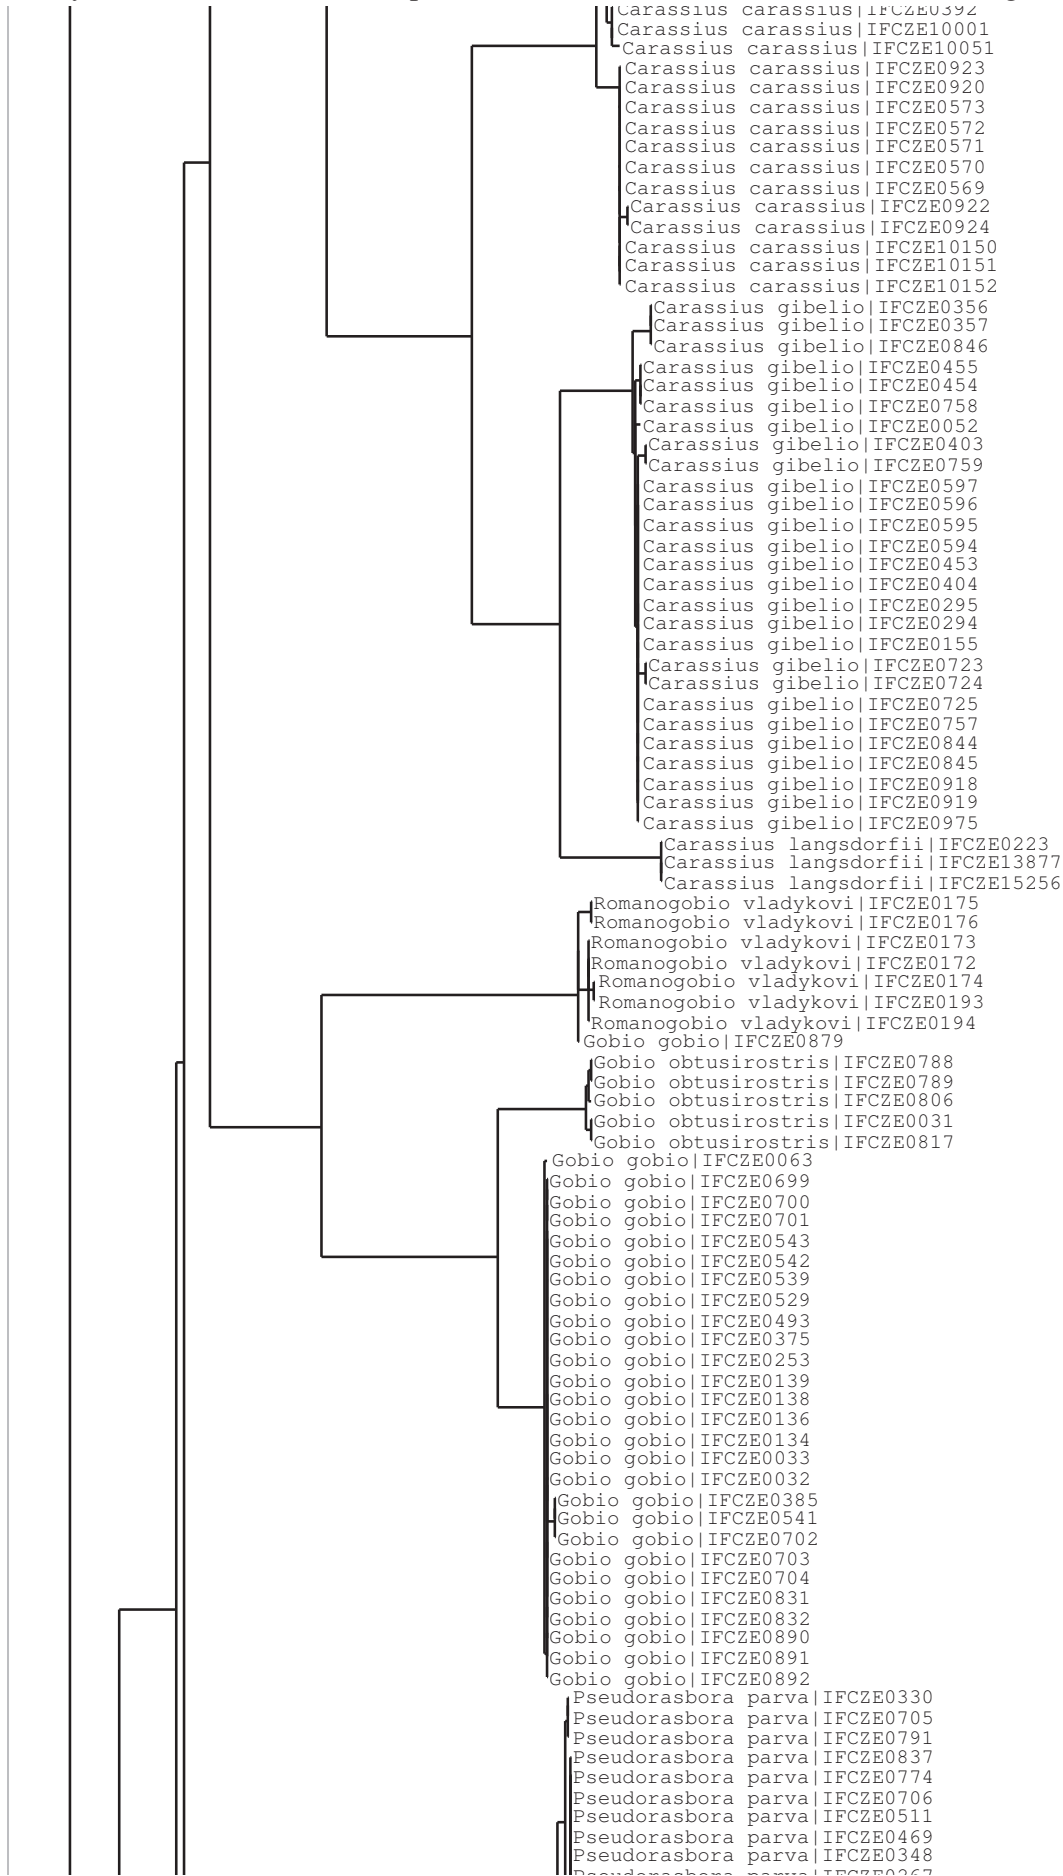 Carassius carassius|IFCZE0392
Carassius carassius|IFCZE10001
Carassius carassius|IFCZE10051
Carassius carassius|IFCZE0923
Carassius carassius|IFCZE0920
Carassius carassius|IFCZE0573
Carassius carassius|IFCZE0572
Carassius carassius|IFCZE0571
Carassius carassius|IFCZE0570
Carassius carassius|IFCZE0569
Carassius carassius|IFCZE0922
Carassius carassius|IFCZE0924
Carassius carassius|IFCZE10150
Carassius carassius|IFCZE10151
Carassius carassius|IFCZE10152
Carassius gibelio|IFCZE0356
Carassius gibelio|IFCZE0357
Carassius gibelio|IFCZE0846
Carassius gibelio|IFCZE0455
Carassius gibelio|IFCZE0454
Carassius gibelio|IFCZE0758
Carassius gibelio|IFCZE0052
Carassius gibelio|IFCZE0403
Carassius gibelio|IFCZE0759
Carassius gibelio|IFCZE0597
Carassius gibelio|IFCZE0596
Carassius gibelio|IFCZE0595
Carassius gibelio|IFCZE0594
Carassius gibelio|IFCZE0453
Carassius gibelio|IFCZE0404
Carassius gibelio|IFCZE0295
Carassius gibelio|IFCZE0294
Carassius gibelio|IFCZE0155
Carassius gibelio|IFCZE0723
Carassius gibelio|IFCZE0724
Carassius gibelio|IFCZE0725
Carassius gibelio|IFCZE0757
Carassius gibelio|IFCZE0844
Carassius gibelio|IFCZE0845
Carassius gibelio|IFCZE0918
Carassius gibelio|IFCZE0919
Carassius gibelio|IFCZE0975
Carassius langsdorfii|IFCZE0223
Carassius langsdorfii|IFCZE13877
Carassius langsdorfii|IFCZE15256
Romanogobio vladykovi|IFCZE0175
Romanogobio vladykovi|IFCZE0176
Romanogobio vladykovi|IFCZE0173
Romanogobio vladykovi|IFCZE0172
Romanogobio vladykovi|IFCZE0174
Romanogobio vladykovi|IFCZE0193
Romanogobio vladykovi|IFCZE0194
Gobio gobio|IFCZE0879
Gobio obtusirostris|IFCZE0788
Gobio obtusirostris|IFCZE0789
Gobio obtusirostris|IFCZE0806
Gobio obtusirostris|IFCZE0031
Gobio obtusirostris|IFCZE0817
Gobio gobio|IFCZE0063
Gobio gobio|IFCZE0699
Gobio gobio|IFCZE0700
Gobio gobio|IFCZE0701
Gobio gobio|IFCZE0543
Gobio gobio|IFCZE0542
Gobio gobio|IFCZE0539
Gobio gobio|IFCZE0529
Gobio gobio|IFCZE0493
Gobio gobio|IFCZE0375
Gobio gobio|IFCZE0253
Gobio gobio|IFCZE0139
Gobio gobio|IFCZE0138
Gobio gobio|IFCZE0136
Gobio gobio|IFCZE0134
Gobio gobio|IFCZE0033
Gobio gobio|IFCZE0032
Gobio gobio|IFCZE0385
Gobio gobio|IFCZE0541
Gobio gobio|IFCZE0702
Gobio gobio|IFCZE0703
Gobio gobio|IFCZE0704
Gobio gobio|IFCZE0831
Gobio gobio|IFCZE0832
Gobio gobio|IFCZE0890
Gobio gobio|IFCZE0891
Gobio gobio|IFCZE0892
Pseudorasbora parva|IFCZE0330
Pseudorasbora parva|IFCZE0705
Pseudorasbora parva|IFCZE0791
Pseudorasbora parva|IFCZE0837
Pseudorasbora parva|IFCZE0774
Pseudorasbora parva|IFCZE0706
Pseudorasbora parva|IFCZE0511
Pseudorasbora parva|IFCZE0469
Pseudorasbora parva|IFCZE0348